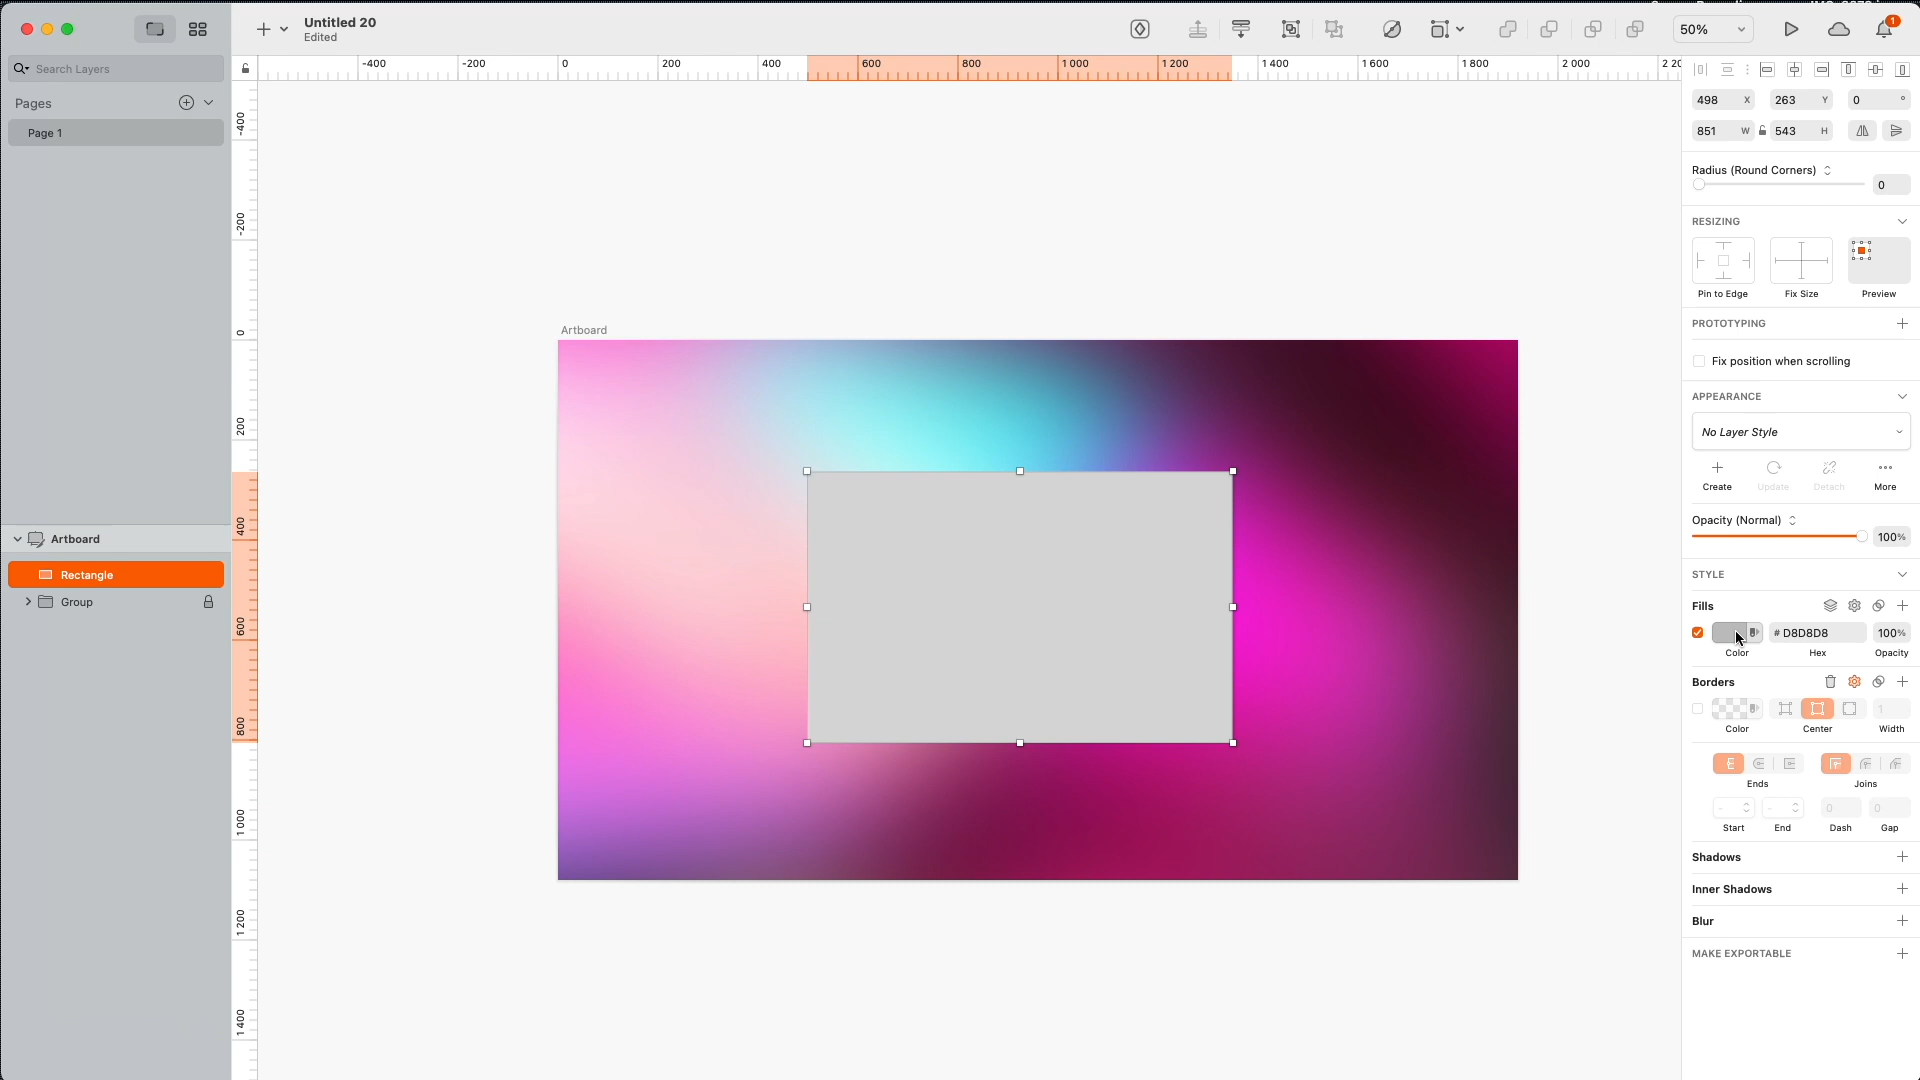 Untitled 20
Edited
50%
1
Search Layers
Pages
Page 1
Artboard
Rectangle
Group
-400
-200
0
200
400
600
800
1 000
1 200
1 400
1 600
1 800
2 000
-400
-200
0
200
400
600
800
1 000
1 200
1 400
Artboard
498 X
263 Y
0 °
851 W
543 H
Radius (Round Corners)
0
RESIZING
Pin to Edge
Fix Size
Preview
PROTOTYPING
Fix position when scrolling
APPEARANCE
No Layer Style
Create
Update
Detach
More
Opacity (Normal)
100%
STYLE
Fills
# D8D8D8
100%
Color
Hex
Opacity
Borders
1
Color
Center
Width
Ends
Joins
- - 0 0
Start
End
Dash
Gap
Shadows
Inner Shadows
Blur
MAKE EXPORTABLE